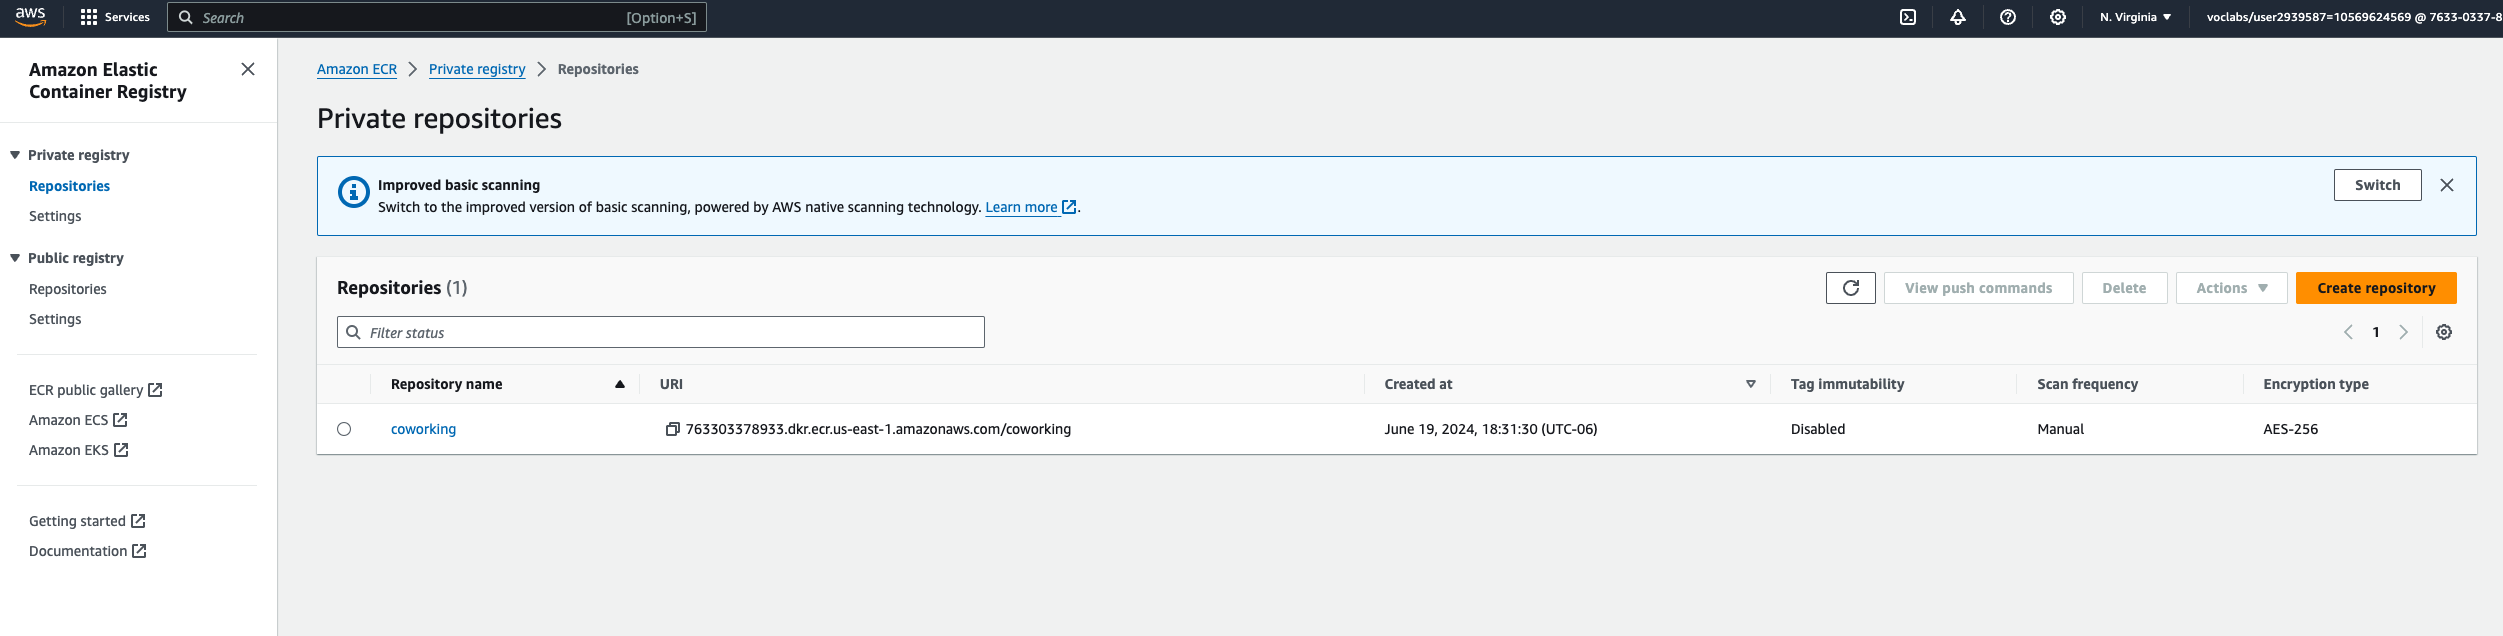 aws
Services
Search
[Option+S]
N. Virginia
voclabs/user2939587=10569624569 @ 7633-0337-8
Amazon Elastic
Container Registry
Private registry
Repositories
Settings
Public registry
Repositories
Settings
ECR public gallery
Amazon ECS
Amazon EKS
Getting started
Documentation
Amazon ECR
Private registry
Repositories
Private repositories
Improved basic scanning
Switch to the improved version of basic scanning, powered by AWS native scanning technology. Learn more.
Switch
Repositories (1)
View push commands
Delete
Actions
Create repository
Filter status
1
Repository name
URI
Created at
Tag immutability
Scan frequency
Encryption type
coworking
763303378933.dkr.ecr.us-east-1.amazonaws.com/coworking
June 19, 2024, 18:31:30 (UTC-06)
Disabled
Manual
AES-256